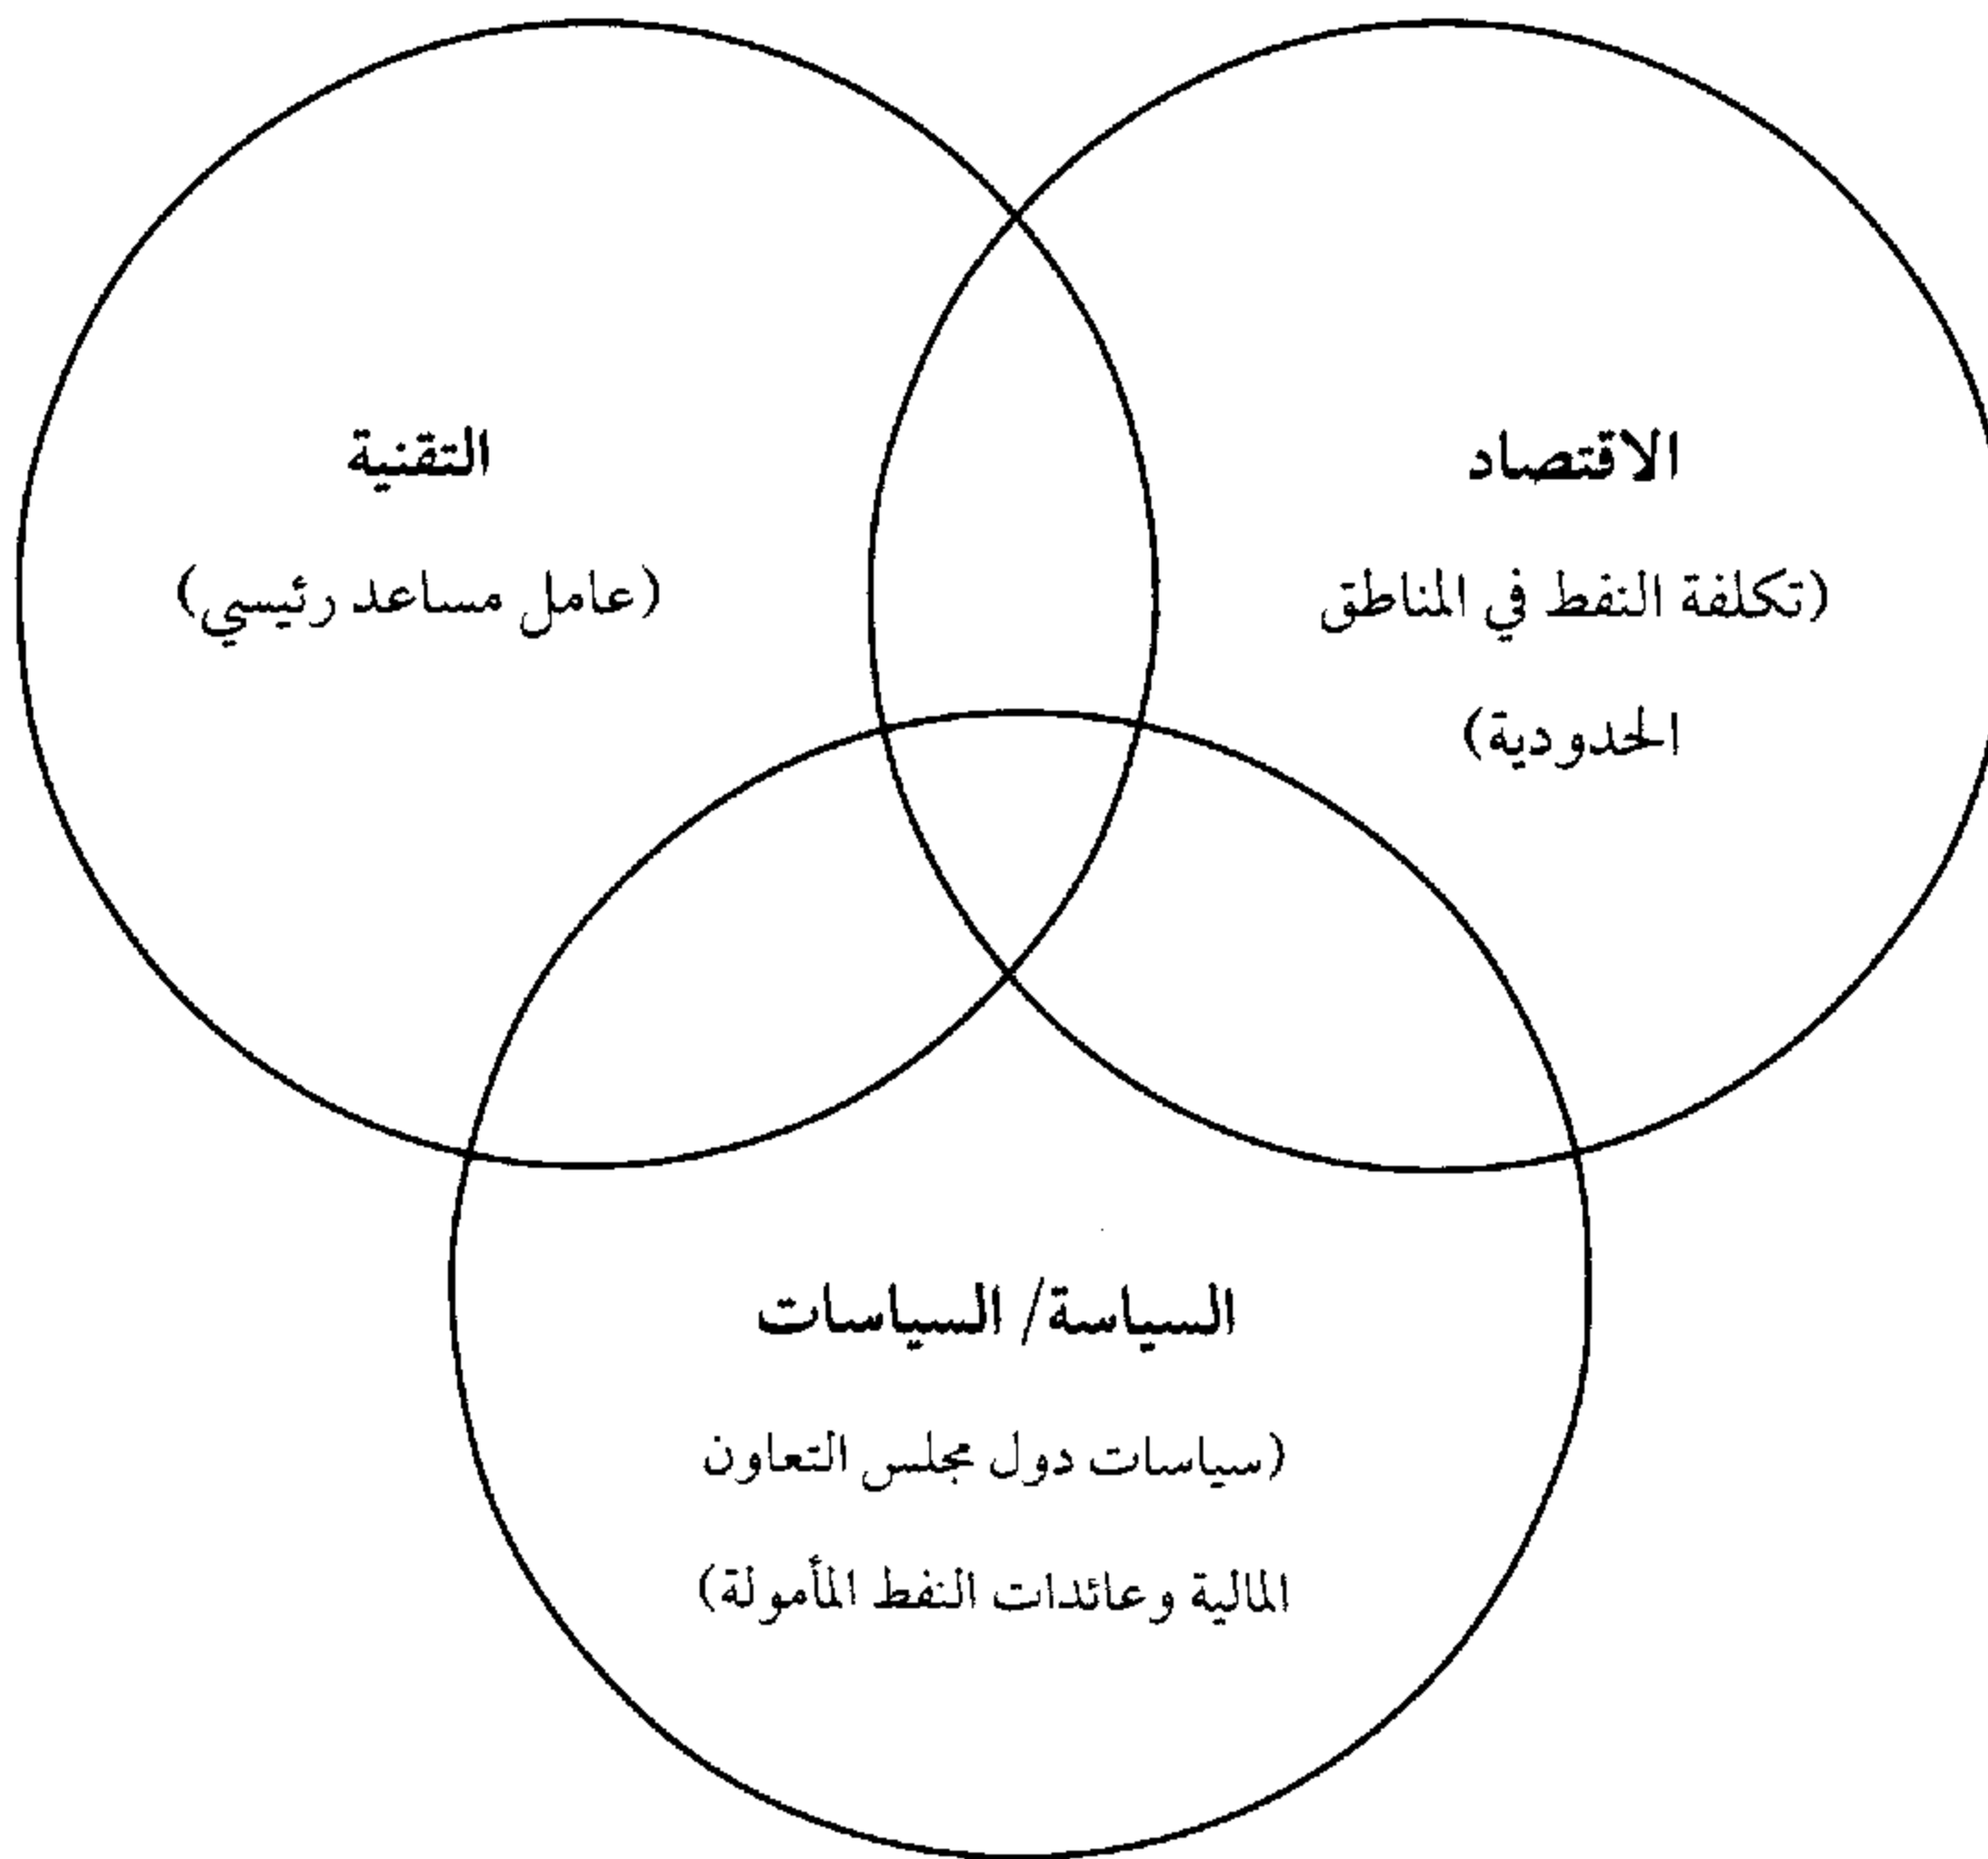 الاقتصاد
(تكلفة النفط في المناطق
الحدودية)
التقنية
(عامل مساعد رئيسي)
السياسة/ السياسات
(سياسات دول مجلس التعاون
المالية وعائدات النفط المأمولة)